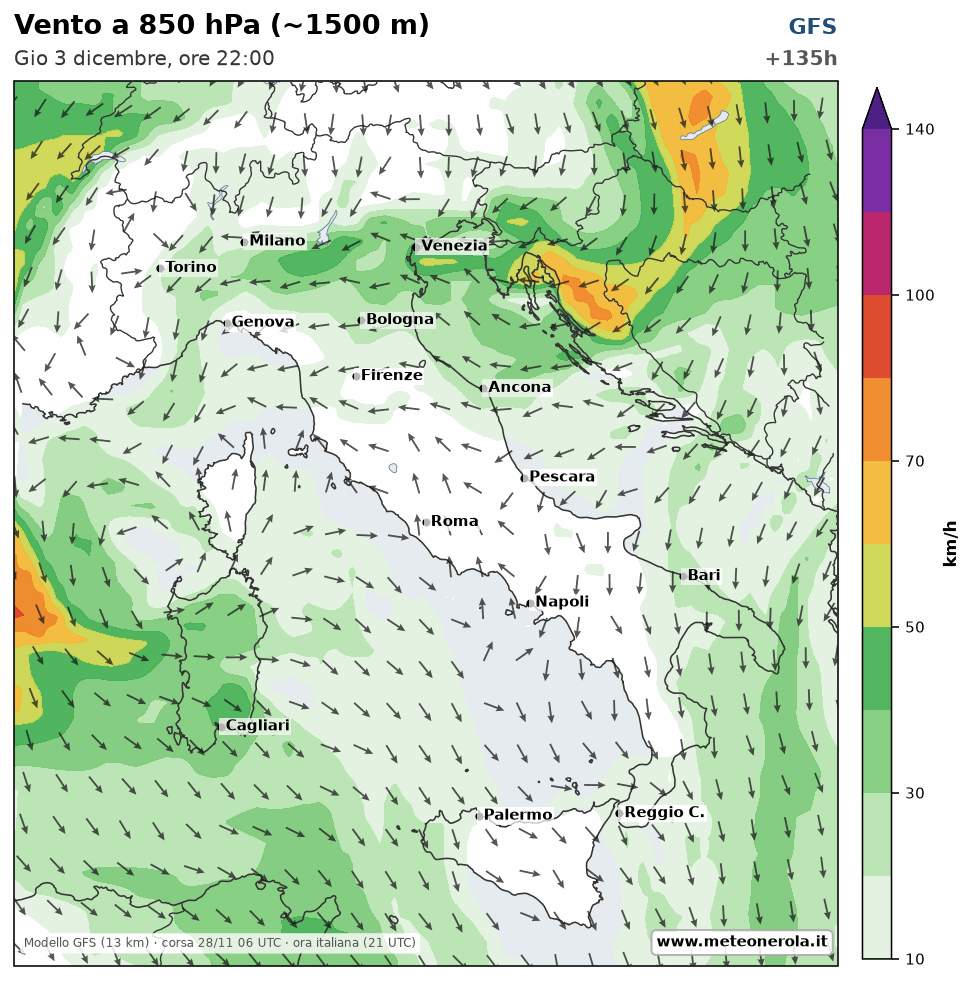 Vento a 850 hPa (~1500 m)
GFS
Gio 3 dicembre, ore 22:00
+135h
140
Milano
Venezia
Torino
100
Genova
Bologna
Firenze
Ancona
70
Pescara
Roma
km/h
Bari
Napoli
50
Cagliari
30
Palermo
Reggio C.
Modello GFS (13 km) · corsa 28/11 06 UTC · ora italiana (21 UTC)
www.meteonerola.it
10